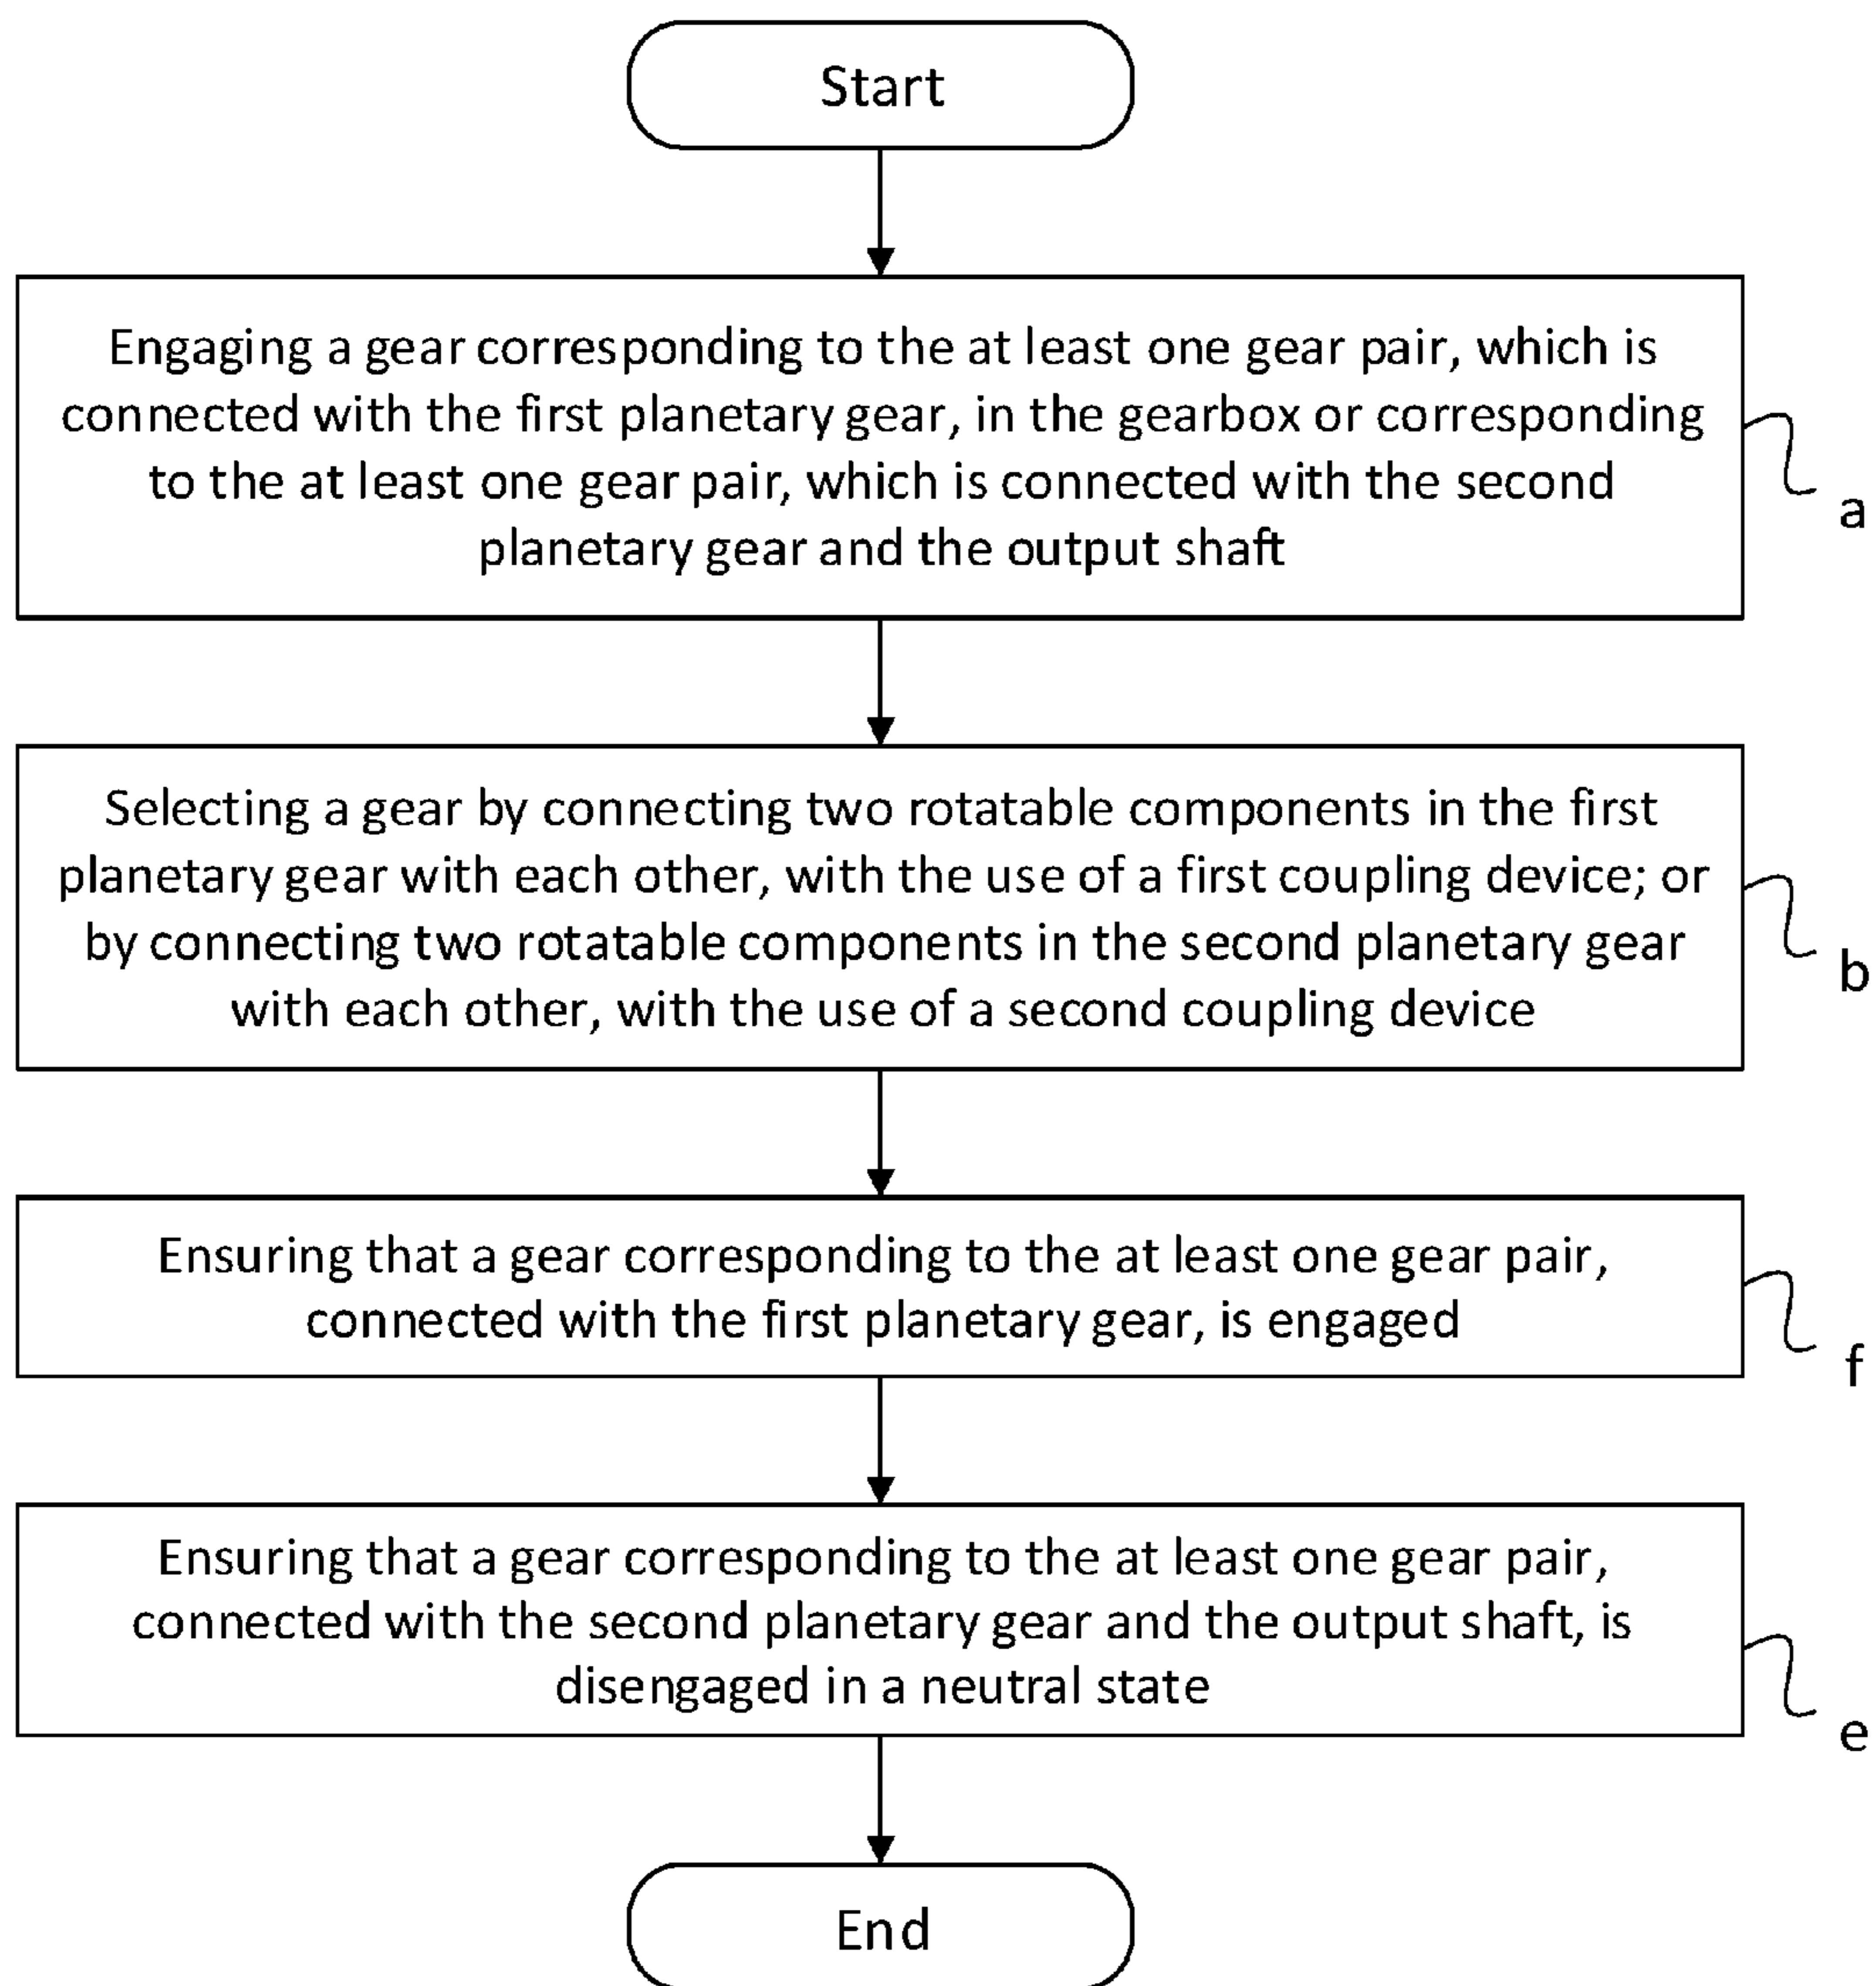 Start
Engaging a gear corresponding to the at least one gear pair, which is
connected with the first planetary gear, in the gearbox or corresponding
to the at least one gear pair, which is connected with the second
planetary gear and the output shaft
a
Selecting a gear by connecting two rotatable components in the first
planetary gear with each other, with the use of a first coupling device; or
by connecting two rotatable components in the second planetary gear
with each other, with the use of a second coupling device
b
Ensuring that a gear corresponding to the at least one gear pair,
connected with the first planetary gear, is engaged
f
Ensuring that a gear corresponding to the at least one gear pair,
connected with the second planetary gear and the output shaft, is
disengaged in a neutral state
e
End